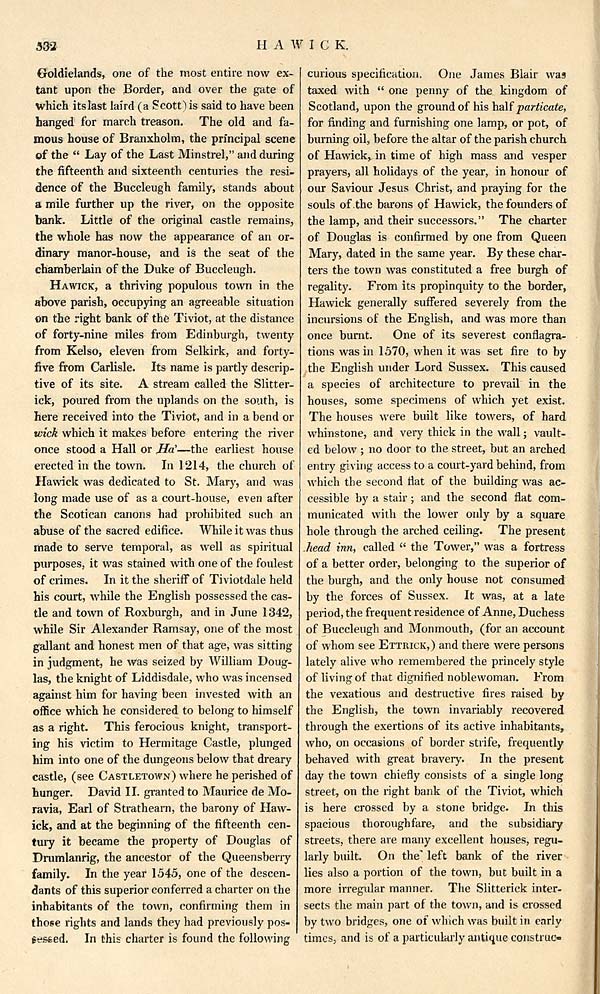 532
HAWICK.
Goldielands, one of the most entire now ex-
tant upon the Border, and over the gate of
which its last laird (a Scott) is said to have been
hanged for march treason. The old and fa-
mous house of Branxholm, the principal scene
of the “ Lay of the Last Minstrel,” and during
the fifteenth and sixteenth centuries the resi-
dence of the Buccleugh family, stands about
a mile further up the river, on the opposite
bank. Little of the original castle remains,
the whole has now the appearance of an or-
dinary manor-house, and is the seat of the
chamberlain of the Duke of Buccleugh.
HAWICK, a thriving populous town in the
above parish, occupying an agreeable situation
on the right bank of the Tiviot, at the distance
of forty-nine miles from Edinburgh, twenty
from Kelso, eleven from Selkirk, and forty-
five from Carlisle. Its name is partly descrip-
tive of its site. A stream called the Slitter-
ick, poured from the uplands on the south, is
here received into the Tiviot, and in a bend or
wick which it makes before entering the river
once stood a Hall or Ha'—the earliest house
erected in the town. In 1214, the church of
Hawick was dedicated to St. Mary, and was
long made use of as a court-house, even after
the Scotican canons had prohibited such an
abuse of the sacred edifice. While it was thus
made to serve temporal, as well as spiritual
purposes, it was stained with one of the foulest
of crimes. In it the sheriff of Tiviotdale held
his court, while the English possessed the cas-
tle and town of Roxburgh, and in June 1342,
while Sir Alexander Ramsay, one of the most
gallant and honest men of that age, was sitting
in judgment, he was seized by William Doug-
las, the knight of Liddisdale, who was incensed
against him for having been invested with an
office which he considered to belong to himself
as a right. This ferocious knight, transport-
ing his victim to Hermitage Castle, plunged
him into one of the dungeons below that dreary
castle, (see CASTLETOWN) where he perished of
hunger. David II. granted to Maurice de Mo-
ravia, Earl of Strathearn, the barony of Haw-
ick, and at the beginning of the fifteenth cen-
tury it became the property of Douglas of
Drumlanrig, the ancestor of the Queensberry
family. In the year 1545, one of the descen-
dants of this superior conferred a charter on the
inhabitants of the town, confirming them in
those rights and lands they had previously pos-
sessed. In this charter is found the following
curious specification. One James Blair was
taxed with “ one penny of the kingdom of
Scotland, upon the ground of his half particate,
for finding and furnishing one lamp, or pot, of
burning oil, before the altar of the parish church
of Hawick, in time of high mass and vesper
prayers, all holidays of the year, in honour of
our Saviour Jesus Christ, and praying for the
souls of the barons of Hawick, the founders of
the lamp, and their successors.” The charter
of Douglas is confirmed by one from Queen
Mary, dated in the same year. By these char-
ters the town was constituted a free burgh of
regality. From its propinquity to the border,
Hawick generally suffered severely from the
incursions of the English, and was more than
once burnt. One of its severest conflagra-
tions was in 1570, when it was set fire to by
the English under Lord Sussex. This caused
a species of architecture to prevail in the
houses, some specimens of which yet exist.
The houses were built like towers, of hard
whinstone, and very thick in the wall; vault-
ed below; no door to the street, but an arched
entry giving access to a court-yard behind, from
which the second flat of the building was ac-
cessible by a stair; and the second flat com-
municated with the lower only by a square
hole through the arched ceiling. The present
head inn, called “ the Tower,” was a fortress
of a better order, belonging to the superior of
the burgh, and the only house not consumed
by the forces of Sussex. It was, at a late
period, the frequent residence of Anne, Duchess
of Buccleugh and Monmouth, (for an account
of whom see ETTRICK,) and there were persons
lately alive who remembered the princely style
of living of that dignified noblewoman. From
the vexatious and destructive fires raised by
the English, the town invariably recovered
through the exertions of its active inhabitants,
who, on occasions of border strife, frequently
behaved with great bravery. In the present
day the town chiefly consists of a single long
street, on the right bank of the Tiviot, which
is here crossed by a stone bridge. In this
spacious thoroughfare, and the subsidiary
streets, there are many excellent houses, regu-
larly built. On the left bank of the river
lies also a portion of the town, but built in a
more irregular manner. The Slitterick inter-
sects the main part of the town, and is crossed
by two bridges, one of which was built in early
times, and is of a particularly antique construc-